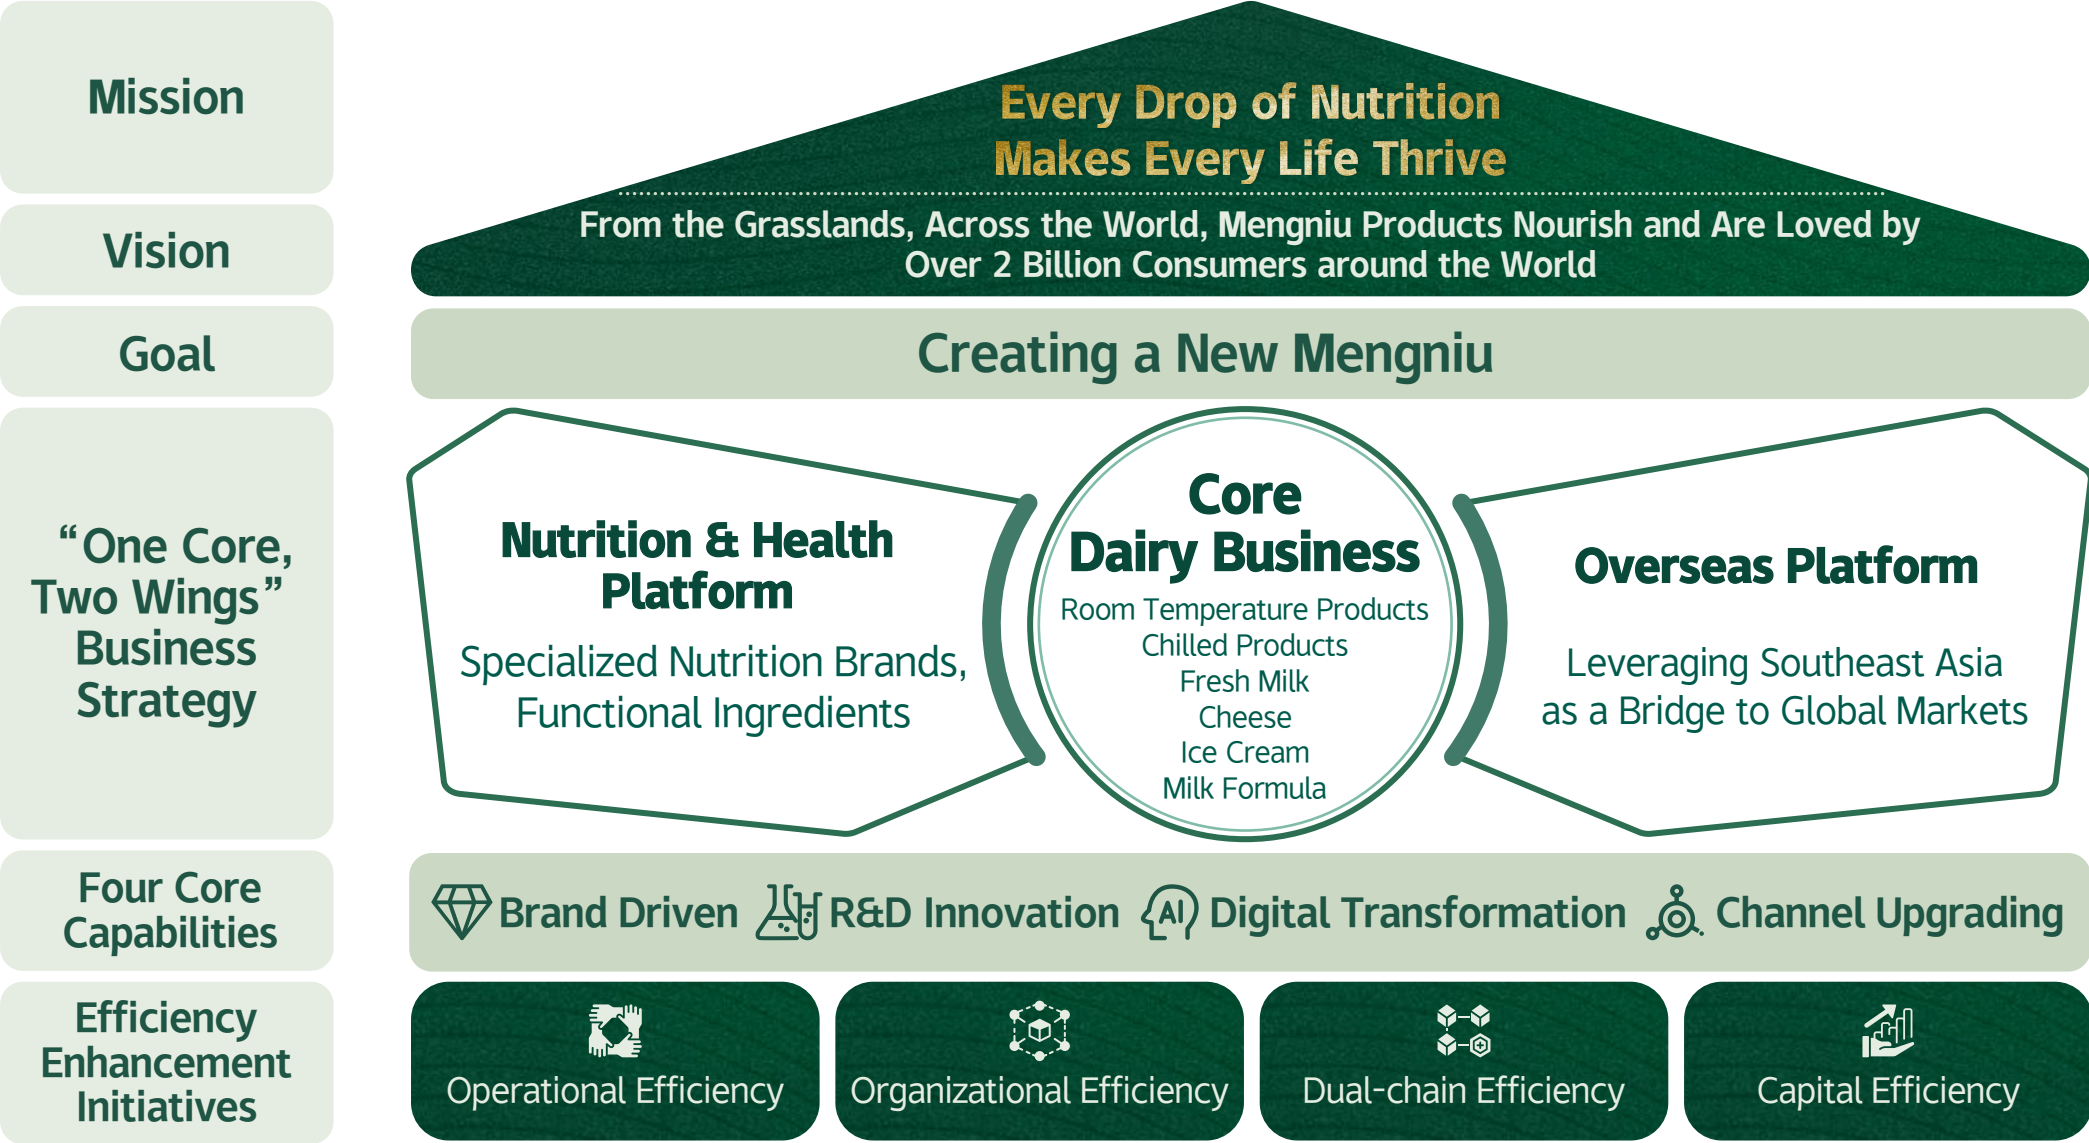 Mission
Every Drop of Nutrition
Makes Every Life Thrive
Vision
From the Grasslands, Across the World, Mengniu Products Nourish and Are Loved by
Over 2 Billion Consumers around the World
Goal
Creating a New Mengniu
“One Core,
Two Wings”
Business
Strategy
Nutrition & Health
Platform
Specialized Nutrition Brands,
Functional Ingredients
Core
Dairy Business
Room Temperature Products
Chilled Products
Fresh Milk
Cheese
Ice Cream
Milk Formula
Overseas Platform
Leveraging Southeast Asia
as a Bridge to Global Markets
Four Core
Capabilities
Brand Driven
R&D Innovation
AI
Digital Transformation
Channel Upgrading
Efficiency
Enhancement
Initiatives
Operational Efficiency
Organizational Efficiency
Dual-chain Efficiency
Capital Efficiency